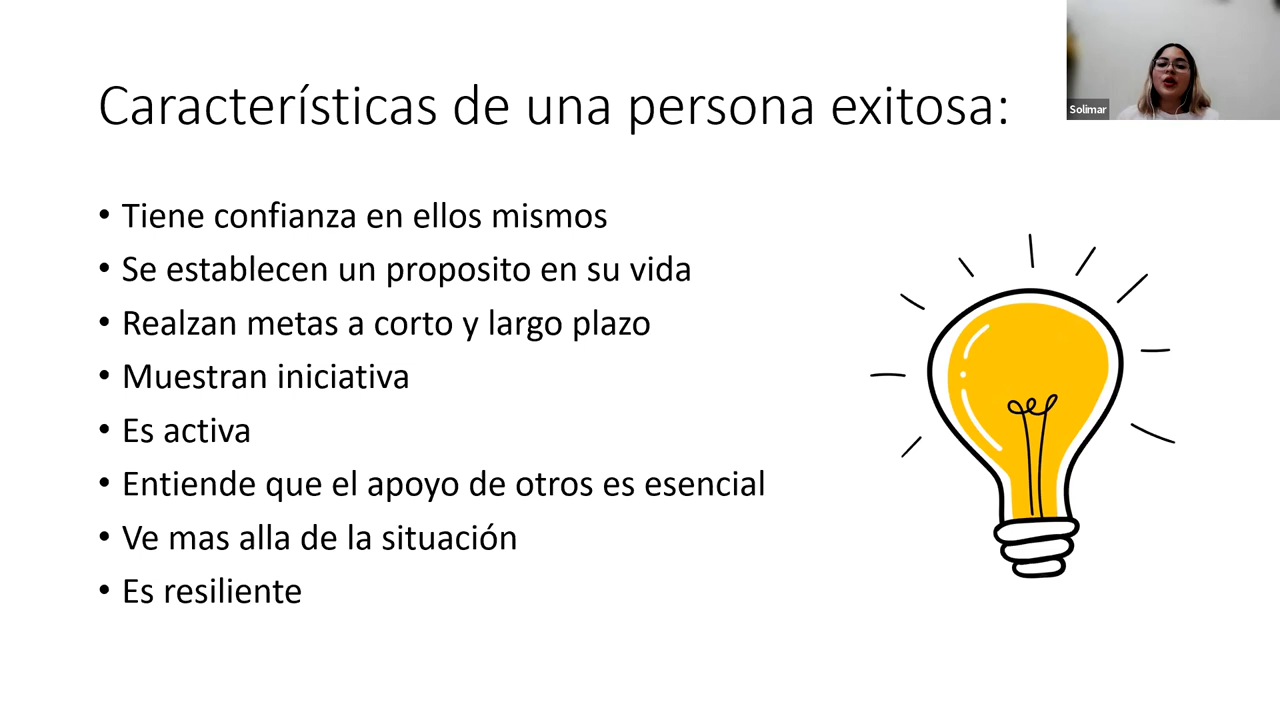 Características de una persona exitosa:
Solimar
• Tiene confianza en ellos mismos
• Se establecen un proposito en su vida
• Realzan metas a corto y largo plazo
• Muestran iniciativa
• Es activa
• Entiende que el apoyo de otros es esencial
• Ve mas alla de la situación
• Es resiliente